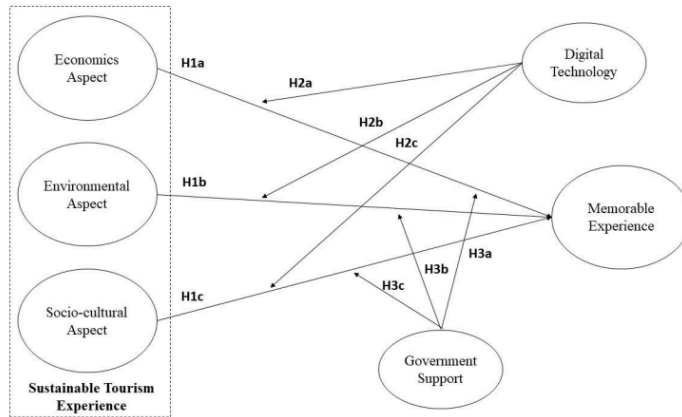 Economics
Aspect
H1a
H2a
Digital
Technology
H2b
H2c
Environmental
Aspect
H1b
Memorable
Experience
H3a
H3b
H3c
H1c
Socio-cultural
Aspect
Government
Support
Sustainable Tourism
Experience